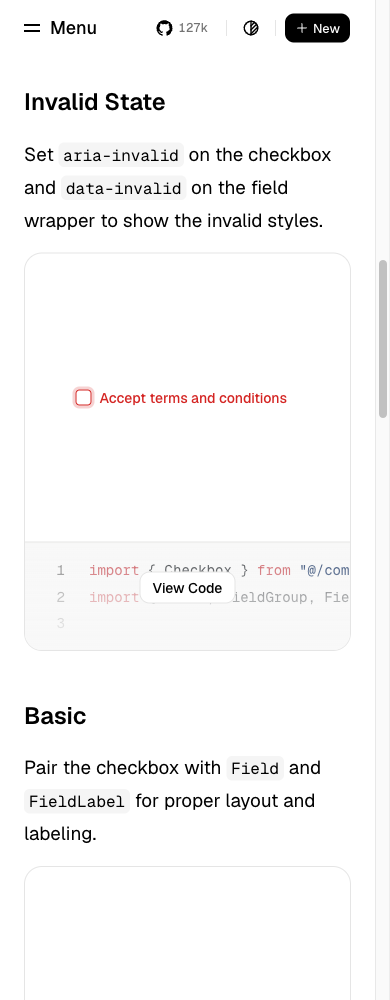 Menu
127k
New
Invalid State
Set aria-invalid on the checkbox
and data-invalid on the field
wrapper to show the invalid styles.
Accept terms and conditions
1 import { Checkbox } from "@/com
2 import ieldGroup, Fie
View Code
3
Basic
Pair the checkbox with Field and
FieldLabel for proper layout and
labeling.